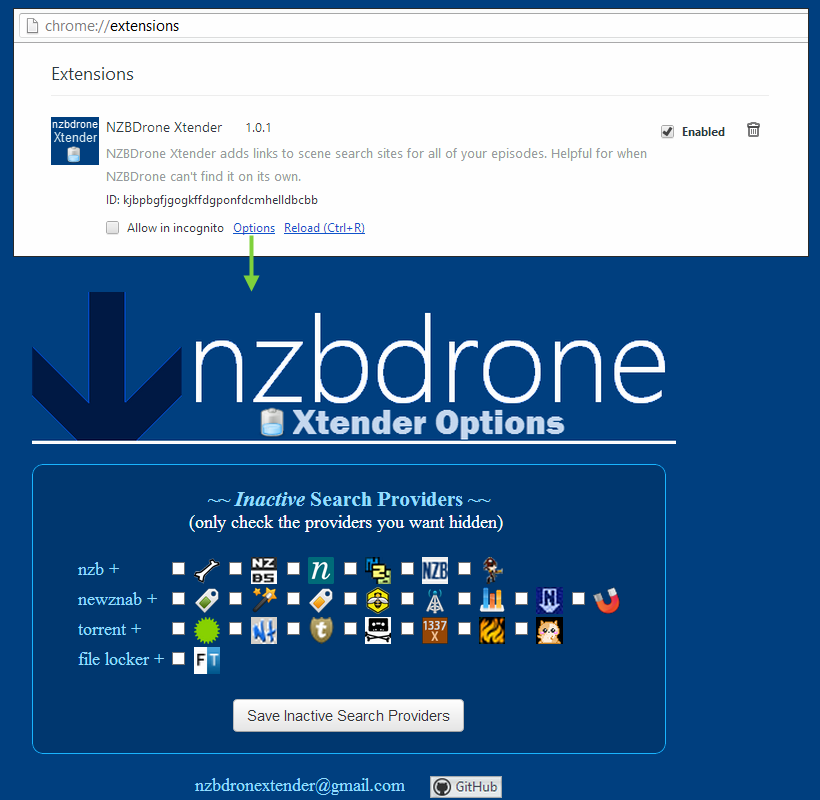 chrome://extensions
Extensions
nzbdrone
Xtender
NZBDrone Xtender 1.0.1
Enabled
NZBDrone Xtender adds links to scene search sites for all of your episodes. Helpful for when
NZBDrone can't find it on its own.
ID: kjbpbgfjgogkffdgponfdcmhelldbcbb
Allow in incognito Options Reload (Ctrl+R)
nzbdrone
Xtender Options
~~ Inactive Search Providers ~~
(only check the providers you want hidden)
nzb + NZBS n NZB
newznab + N
torrent + t 1337X
file locker + FT
Save Inactive Search Providers
nzbdronextender@gmail.com GitHub